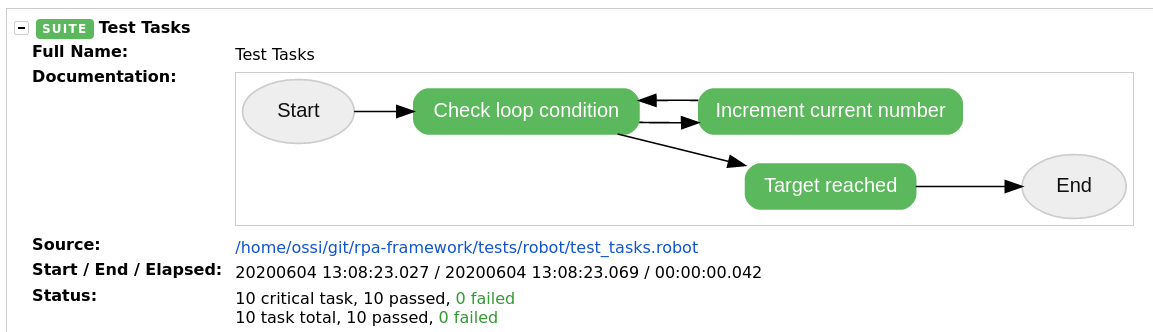 SUITE Test Tasks
Full Name: Test Tasks
Documentation:
Start Check loop condition Increment current number
Target reached End
Source: /home/ossi/git/rpa-framework/tests/robot/test_tasks.robot
Start / End / Elapsed: 20200604 13:08:23.027 / 20200604 13:08:23.069 / 00:00:00.042
Status: 10 critical task, 10 passed, 0 failed
10 task total, 10 passed, 0 failed